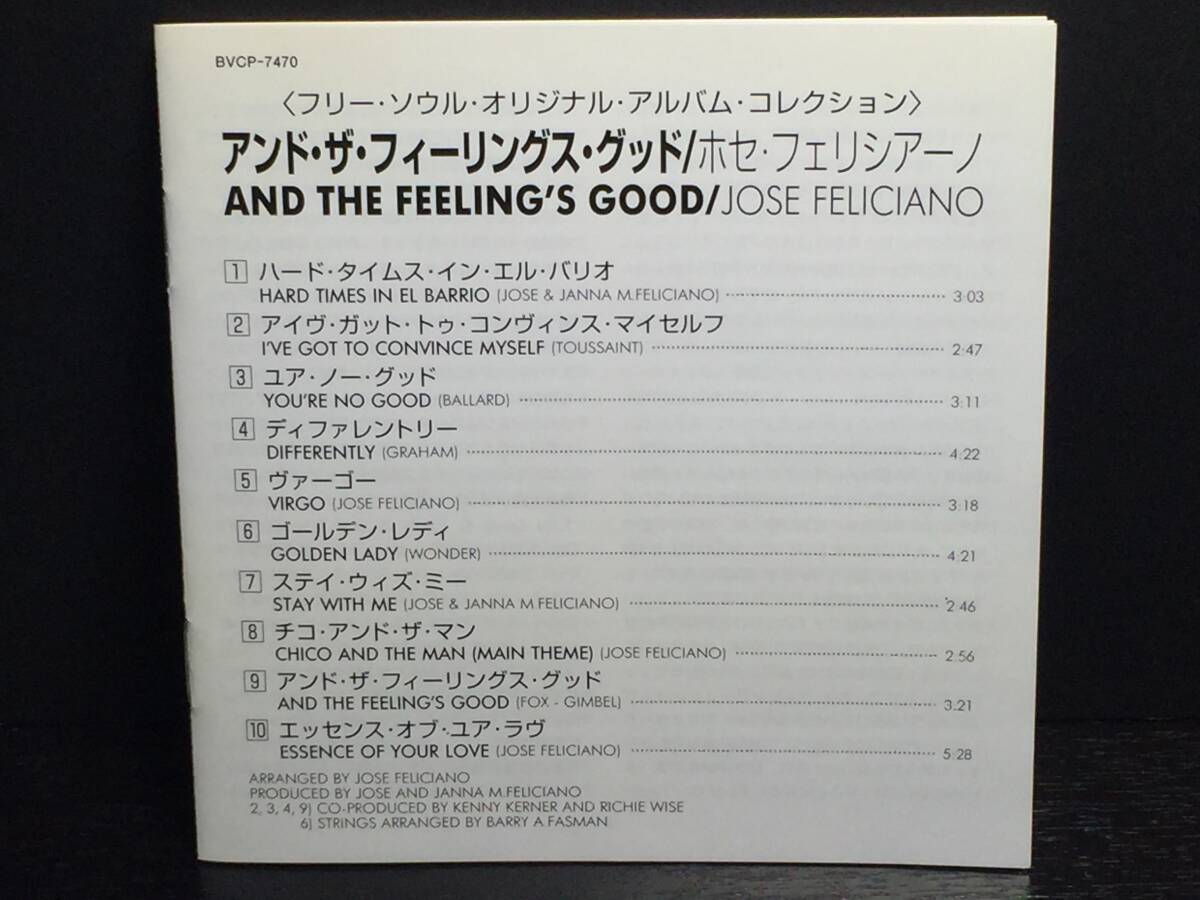 BVCP-7470
〈フリー・ソウル・オリジナル・アルバム・コレクション〉
アンド・ザ・フィーリングス・グッド/ホセ・フェリシアーノ
AND THE FEELING'S GOOD/JOSE FELICIANO
1 ハード・タイムス・イン・エル・バリオ
HARD TIMES IN EL BARRIO (JOSE & JANNA M.FELICIANO) 3:03
2 アイヴ・ガット・トゥ・コンヴィンス・マイセルフ
I'VE GOT TO CONVINCE MYSELF (TOUSSAINT) 2:47
3 ユア・ノー・グッド
YOU'RE NO GOOD (BALLARD) 3:11
4 ディファレントリー
DIFFERENTLY (GRAHAM) 4:22
5 ヴァーゴー
VIRGO (JOSE FELICIANO) 3:18
6 ゴールデン・レディ
GOLDEN LADY (WONDER) 4:21
7 ステイ・ウィズ・ミー
STAY WITH ME (JOSE & JANNA M FELICIANO) 2:46
8 チコ・アンド・ザ・マン
CHICO AND THE MAN (MAIN THEME) (JOSE FELICIANO) 2:56
9 アンド・ザ・フィーリングス・グッド
AND THE FEELING'S GOOD (FOX - GIMBEL) 3:21
10 エッセンス・オブ・ユア・ラヴ
ESSENCE OF YOUR LOVE (JOSE FELICIANO) 5:28
ARRANGED BY JOSE FELICIANO
PRODUCED BY JOSE AND JANNA M.FELICIANO
2, 3, 4, 9) CO-PRODUCED BY KENNY KERNER AND RICHIE WISE
6) STRINGS ARRANGED BY BARRY A FASMAN